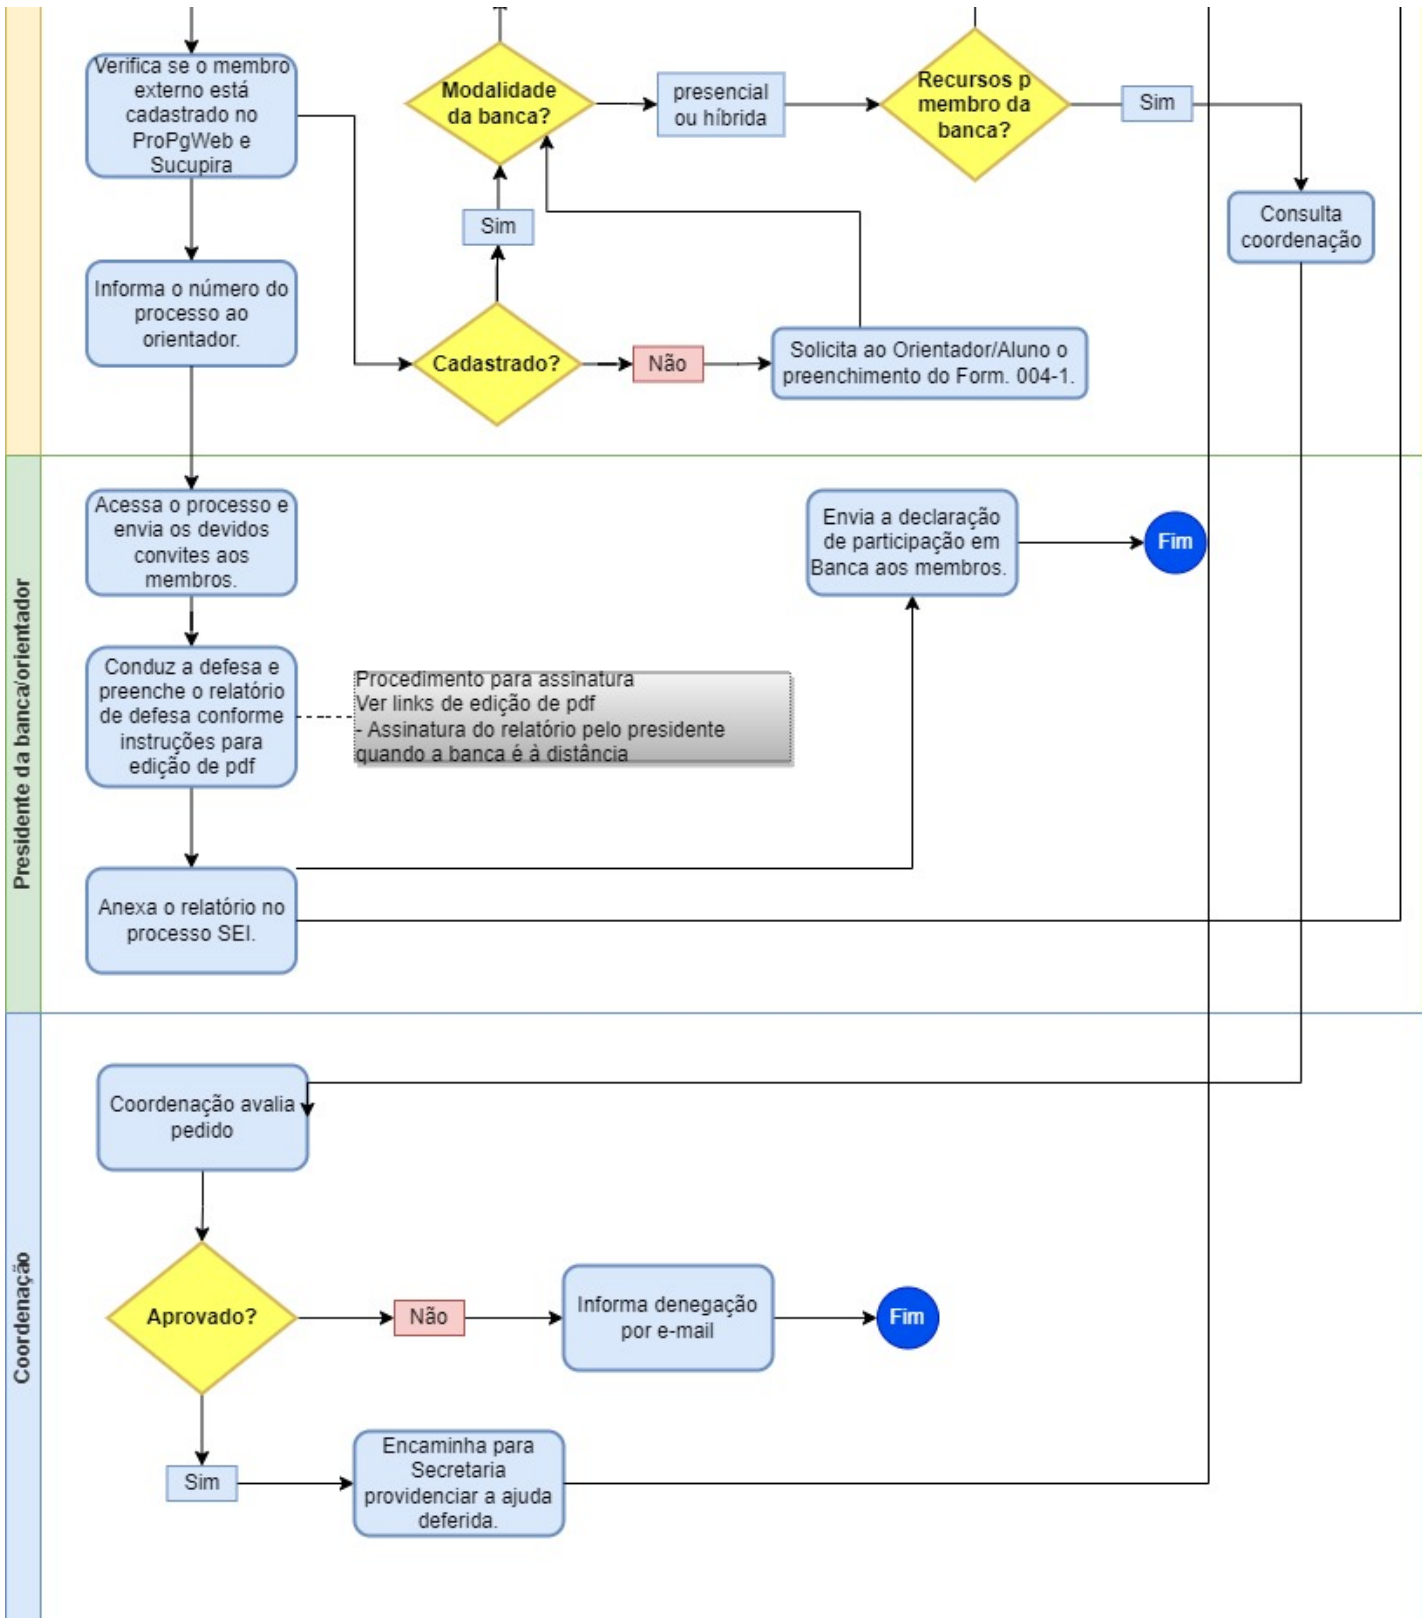 Verifica se o membro
externo está
cadastrado no
ProPgWeb e
Sucupira
Modalidade
da banca?
presencial
ou híbrida
Recursos p
membro da
banca?
Sim
Sim
Consulta
coordenação
Informa o número do
processo ao
orientador.
Cadastrado?
Não
Solicita ao Orientador/Aluno o
preenchimento do Form. 004-1.
Presidente da banca/orientador
Acessa o processo e
envia os devidos
convites aos
membros.
Envia a declaração
de participação em
Banca aos membros.
Fim
Conduz a defesa e
preenche o relatório
de defesa conforme
instruções para
edição de pdf
Procedimento para assinatura
Ver links de edição de pdf
- Assinatura do relatório pelo presidente
quando a banca é à distância
Anexa o relatório no
processo SEI.
Coordenação
Coordenação avalia
pedido
Aprovado?
Não
Informa denegação
por e-mail
Fim
Sim
Encaminha para
Secretaria
providenciar a ajuda
deferida.